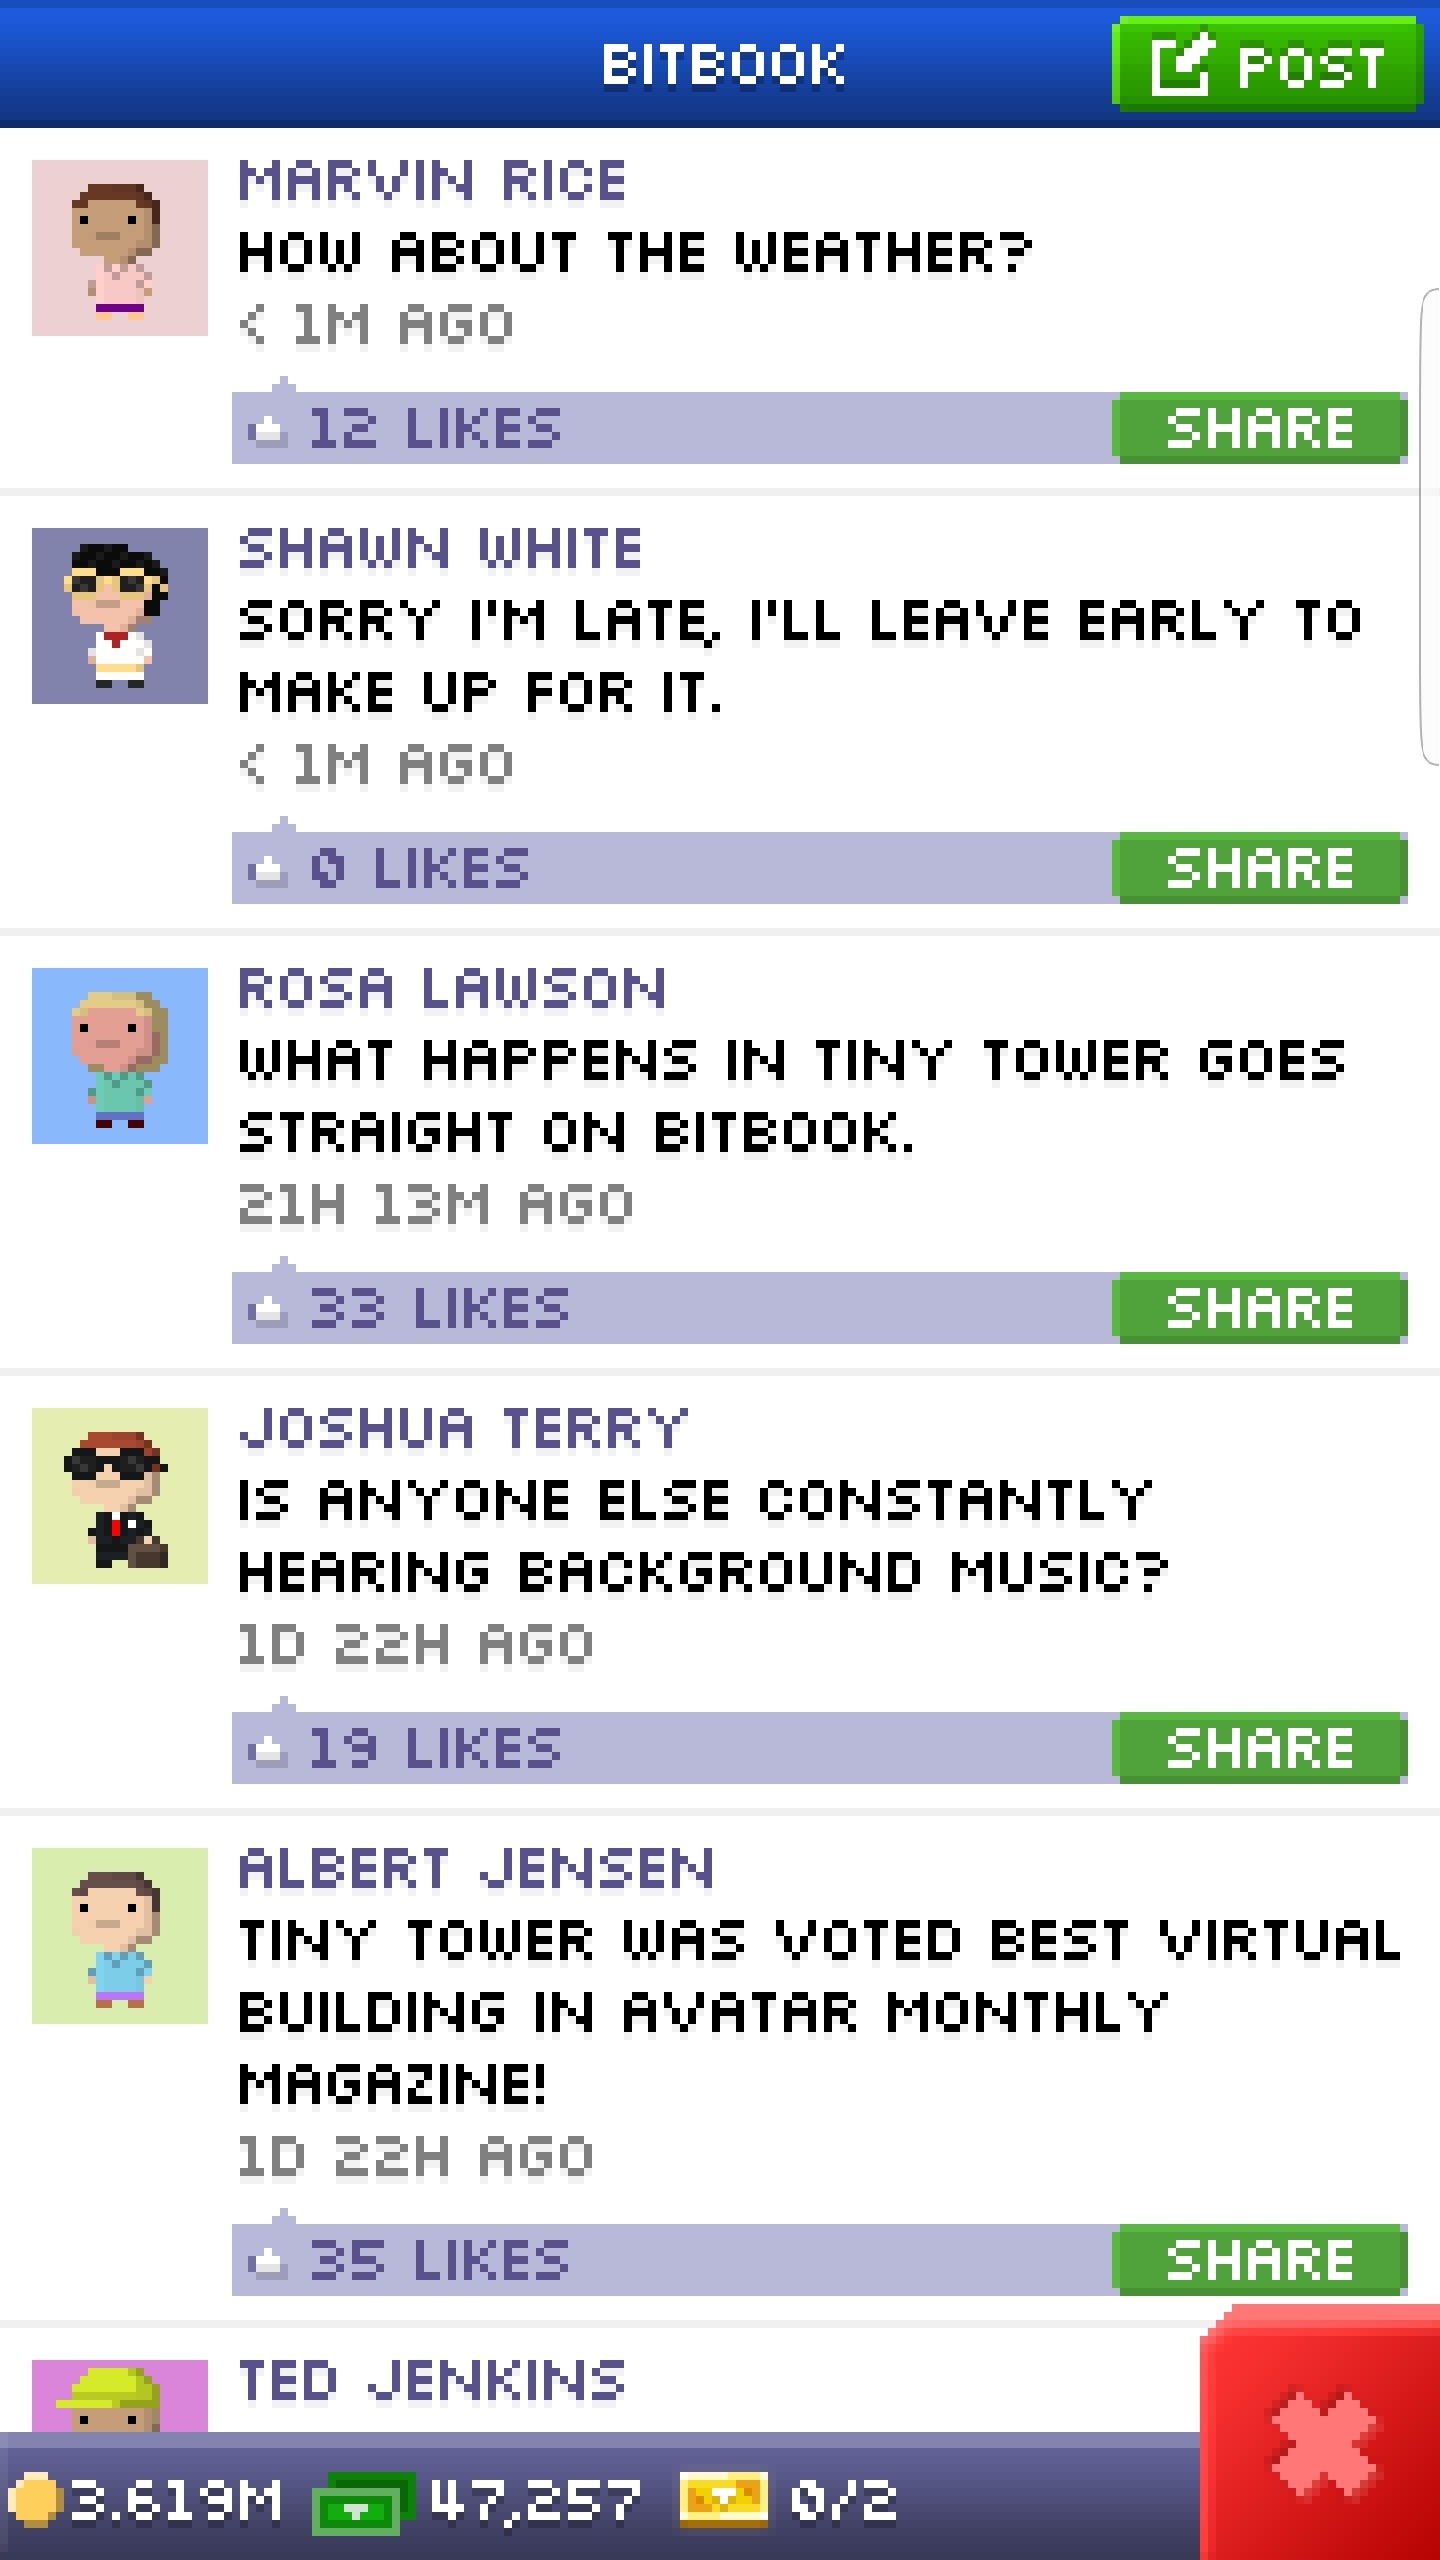 BITBOOK
POST
MARVIN RICE
HOW ABOUT THE WEATHER?
< 1M AGO
12 LIKES
SHARE
SHAWN WHITE
SORRY I'M LATE, I'LL LEAVE EARLY TO
MAKE UP FOR IT.
< 1M AGO
0 LIKES
SHARE
ROSA LAWSON
WHAT HAPPENS IN TINY TOWER GOES
STRAIGHT ON BITBOOK.
21H 13M AGO
33 LIKES
SHARE
JOSHUA TERRY
IS ANYONE ELSE CONSTANTLY
HEARING BACKGROUND MUSIC?
1D 22H AGO
19 LIKES
SHARE
ALBERT JENSEN
TINY TOWER WAS VOTED BEST VIRTUAL
BUILDING IN AVATAR MONTHLY
MAGAZINE!
1D 22H AGO
35 LIKES
SHARE
TED JENKINS
3.619M
47,257
0/2